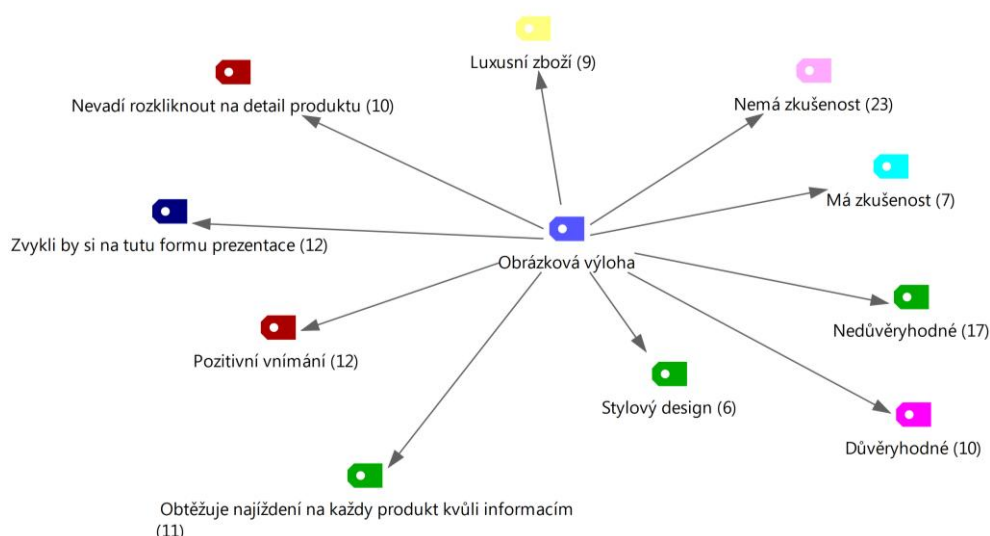 Luxusní zboží (9)
Nevadí rozkliknout na detail produktu (10)
Nemá zkušenost (23)
Má zkušenost (7)
Zvykli by si na tutu formu prezentace (12)
Obrázková výloha
Nedůvěryhodné (17)
Pozitivní vnímání (12)
Stylový design (6)
Důvěryhodné (10)
Obtěžuje najíždení na každy produkt kvůli informacím
(11)